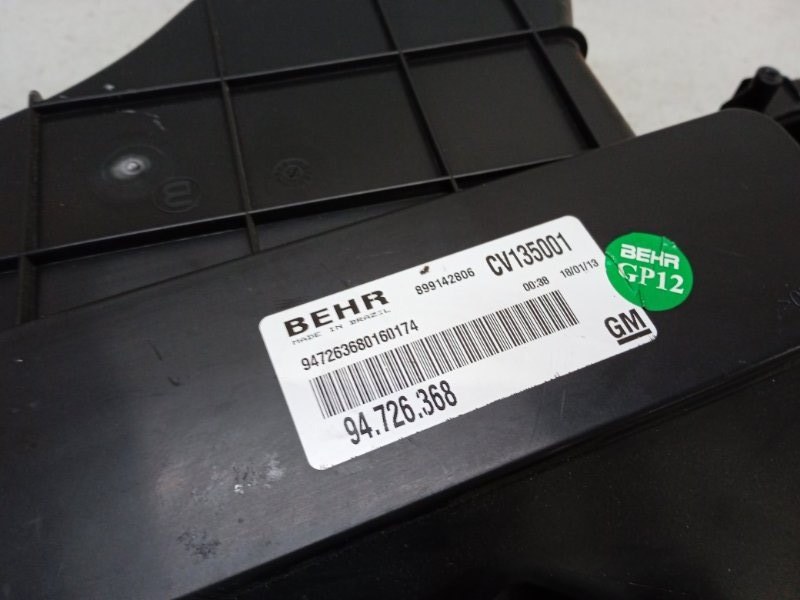 BEHR
MADE IN BRAZIL
899142806
CV135001
00:38 18/01/13
947263680160174
94.726.368
GM
BEHR
GP12